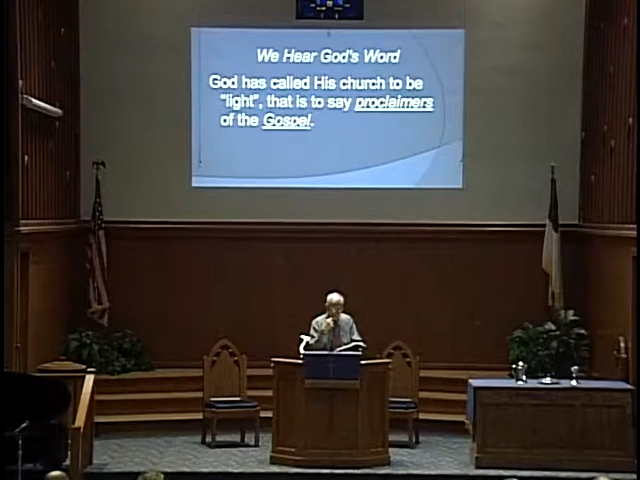 We Hear God's Word
God has called His church to be
"light", that is to say proclaimers
of the Gospel.